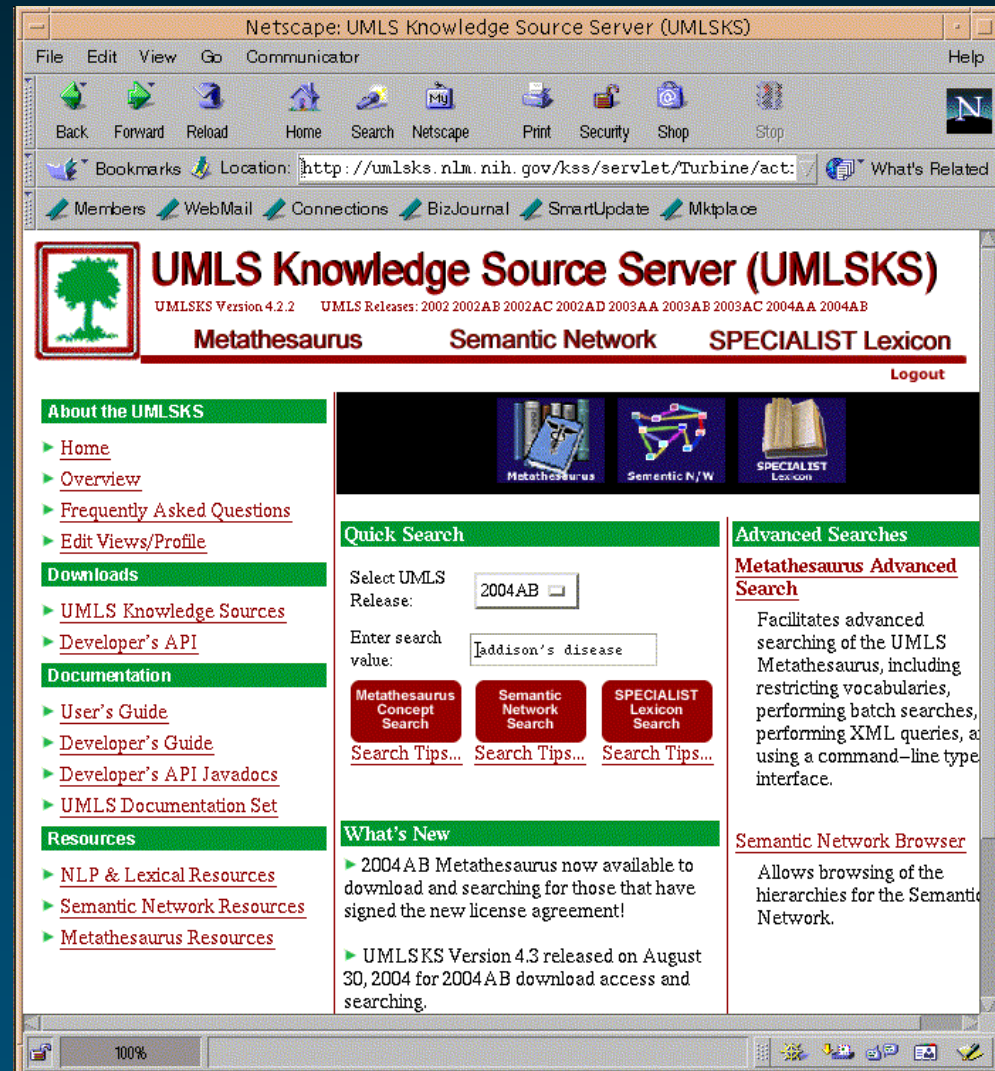 Netscape: UMLS Knowledge Source Server (UMLSKS)
File Edit View Go Communicator Help
My N
Back Forward Reload Home Search Netscape Print Security Shop Stop
Bookmarks Location: http://umlsks.nlm.nih.gov/kss/servlet/Turbine/act: What's Related
Members WebMail Connections BizJournal SmartUpdate Mktplace
UMLS Knowledge Source Server (UMLSKS)
UMLSKS Version 4.2.2 UMLS Releases: 2002 2002AB 2002AC 2002AD 2003AA 2003AB 2003AC 2004AA 2004AB
Metathesaurus Semantic Network SPECIALIST Lexicon
Logout
About the UMLSKS
Home
Overview
Frequently Asked Questions
Edit Views/Profile
Downloads
UMLS Knowledge Sources
Developer's API
Documentation
User's Guide
Developer's Guide
Developer's API Javadocs
UMLS Documentation Set
Resources
NLP & Lexical Resources
Semantic Network Resources
Metathesaurus Resources
Metathesaurus Semantic N/W SPECIALIST
Lexicon
Quick Search
Select UMLS
Release: 2004AB
Enter search
value: addison's disease
Metathesaurus
Concept
Search
Semantic
Network
Search
SPECIALIST
Lexicon
Search
Search Tips... Search Tips... Search Tips...
What's New
2004AB Metathesaurus now available to
download and searching for those that have
signed the new license agreement!
UMLSKS Version 4.3 released on August
30, 2004 for 2004AB download access and
searching.
Advanced Searches
Metathesaurus Advanced
Search
Facilitates advanced
searching of the UMLS
Metathesaurus, including
restricting vocabularies,
performing batch searches,
performing XML queries, a
using a command-line type
interface.
Semantic Network Browser
Allows browsing of the
hierarchies for the Semantic
Network.
100%